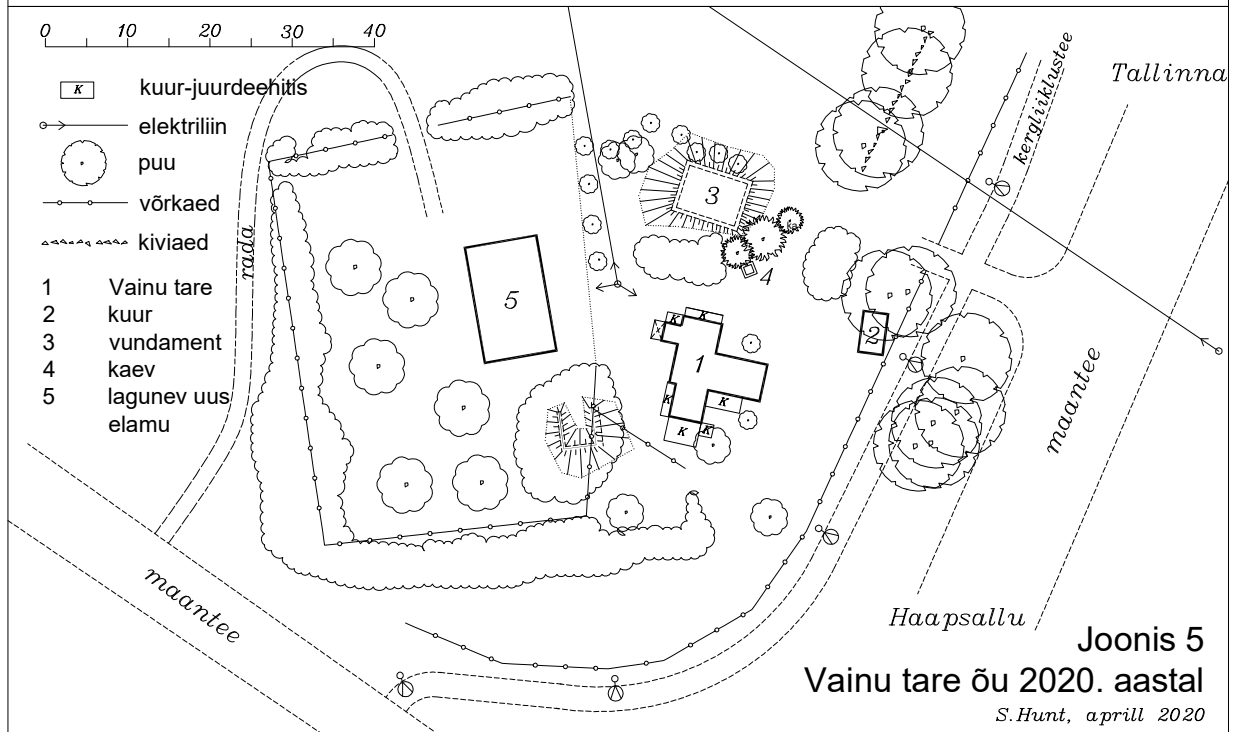 0 10 20 30 40
K kuur-juurdeehitis
elektriliin
puu
võrkaed
kiviaed
1 Vainu tare
2 kuur
3 vundament
4 kaev
5 lagunev uus
elamu
rada
maantee
5
3
4
1
2
K
K
K
K
K
K
kergliiklustee
Tallinna
maantee
Haapsallu
Joonis 5
Vainu tare õu 2020. aastal
S.Hunt, aprill 2020